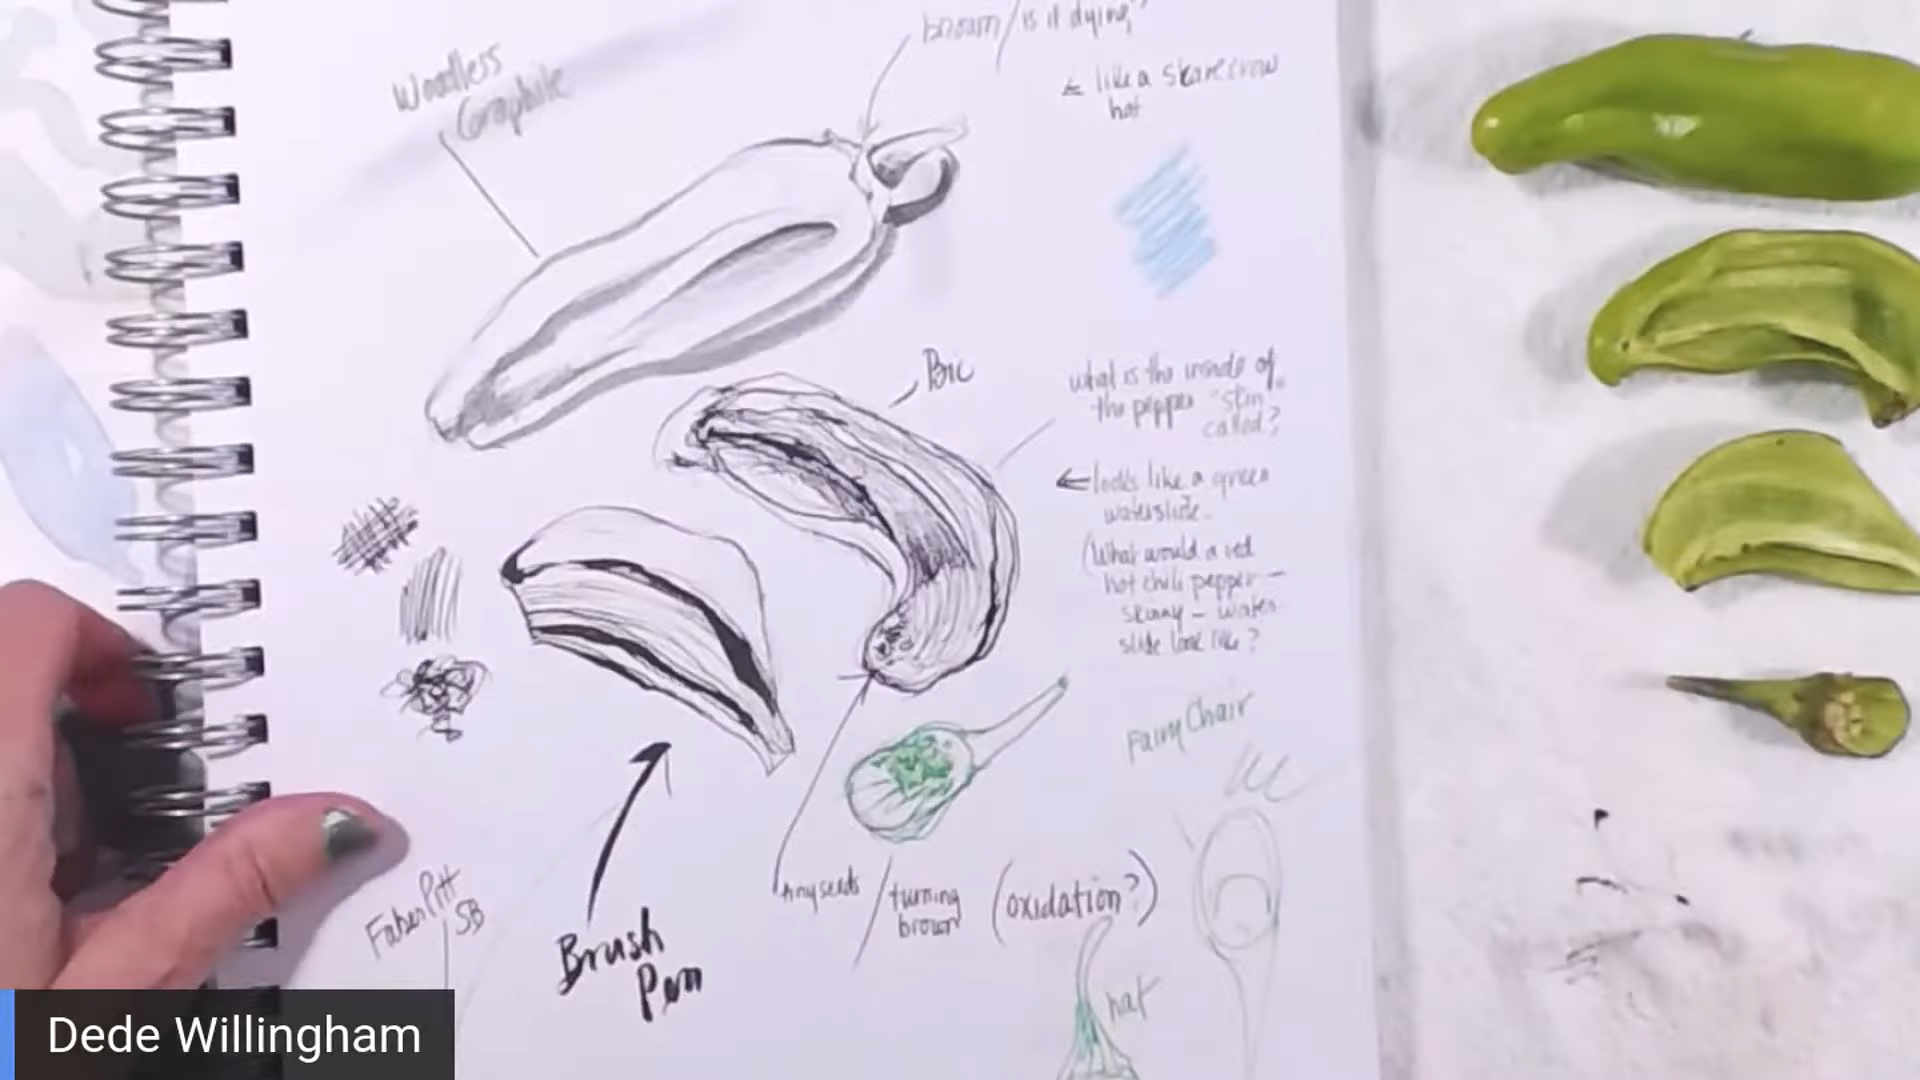 brown/is it dying?
like a skarecrow
hat
Woodless
Graphite
Bic
what is the inside of
the pepper "skin"
called?
looks like a green
waterslide.
(What would a red
hot chili pepper –
skinny – water
slide look like?
Fairy Chair
tiny seeds
turning
brown
(oxidation?)
Faber Pitt
5B
Brush
Pen
hat
Dede Willingham